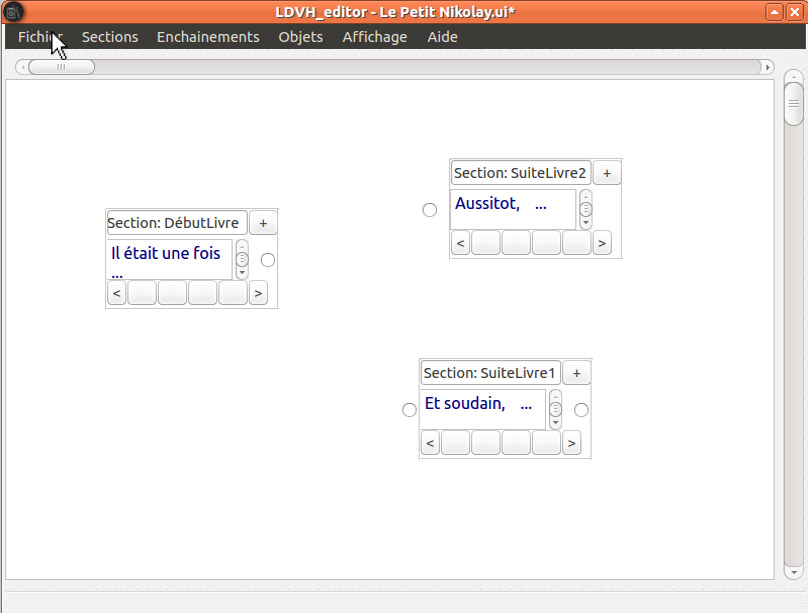 LDVH_editor - Le Petit Nikolay.ui*
Fichier Sections Enchainements Objets Affichage Aide
Section: SuiteLivre2 +
Aussitot, ...
< >
Section: DébutLivre +
Il était une fois
...
< >
Section: SuiteLivre1 +
Et soudain, ...
< >